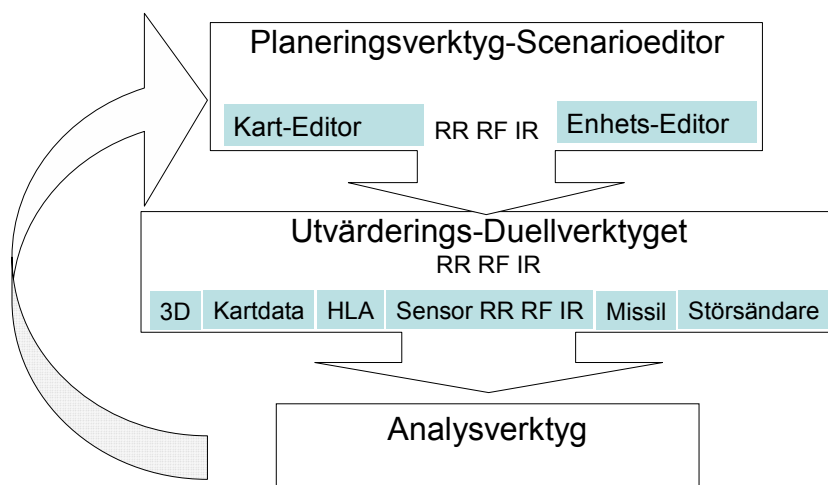 Planeringsverktyg-Scenarioeditor
Kart-Editor RR RF IR Enhets-Editor
Utvärderings-Duellverktyget
RR RF IR
3D Kartdata HLA Sensor RR RF IR Missil Störsändare
Analysverktyg